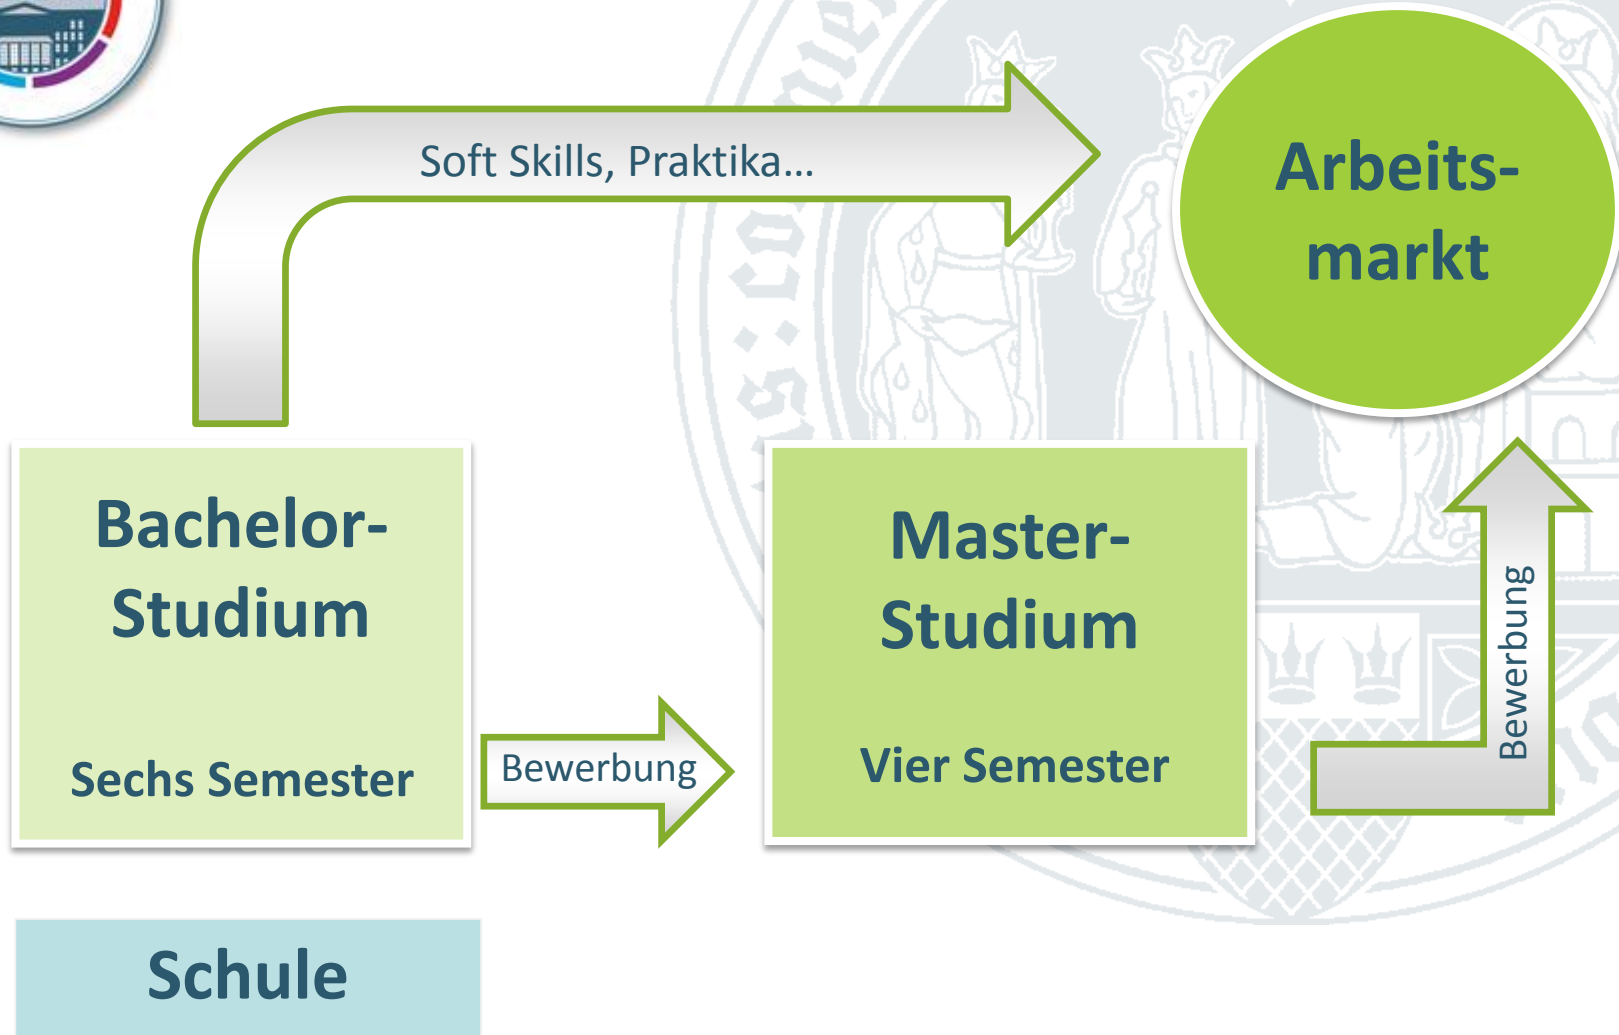 Soft Skills, Praktika...
Arbeits-
markt
Bachelor-
Studium
Sechs Semester
Bewerbung
Master-
Studium
Vier Semester
Bewerbung
Schule